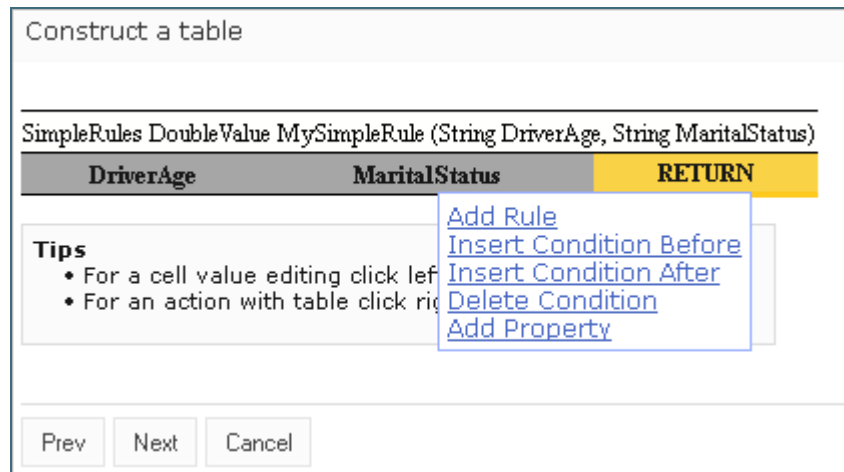 Construct a table
SimpleRules DoubleValue MySimpleRule (String DriverAge, String MaritalStatus)
DriverAge MaritalStatus RETURN
Add Rule
Insert Condition Before
Insert Condition After
Delete Condition
Add Property
Tips
• For a cell value editing click lef
• For an action with table click rig
Prev Next Cancel